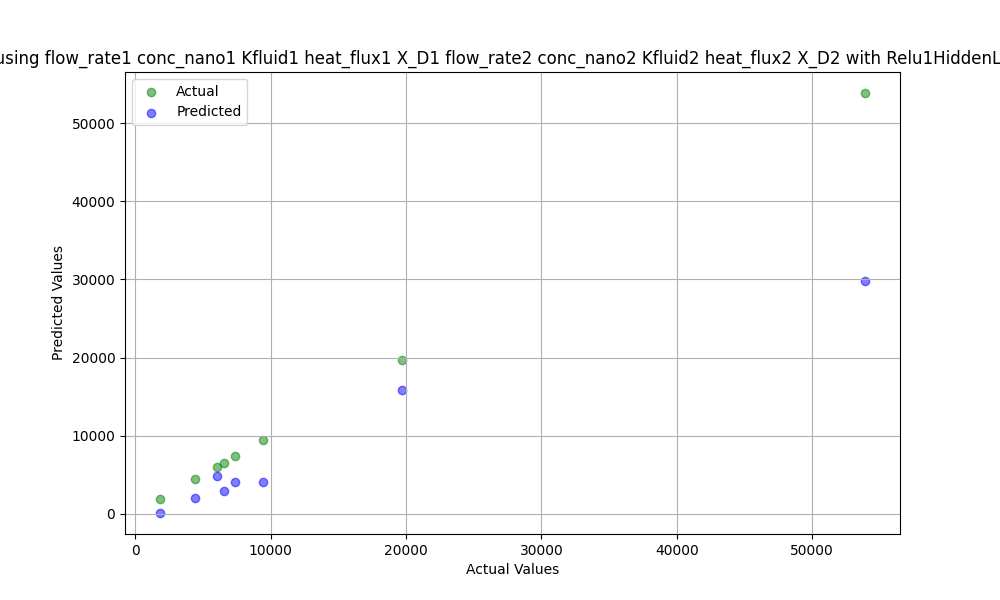 using flow_rate1 conc_nano1 Kfluid1 heat_flux1 X_D1 flow_rate2 conc_nano2 Kfluid2 heat_flux2 X_D2 with Relu1HiddenL
Actual
Predicted
50000
40000
30000
20000
10000
0
Predicted Values
0 10000 20000 30000 40000 50000
Actual Values